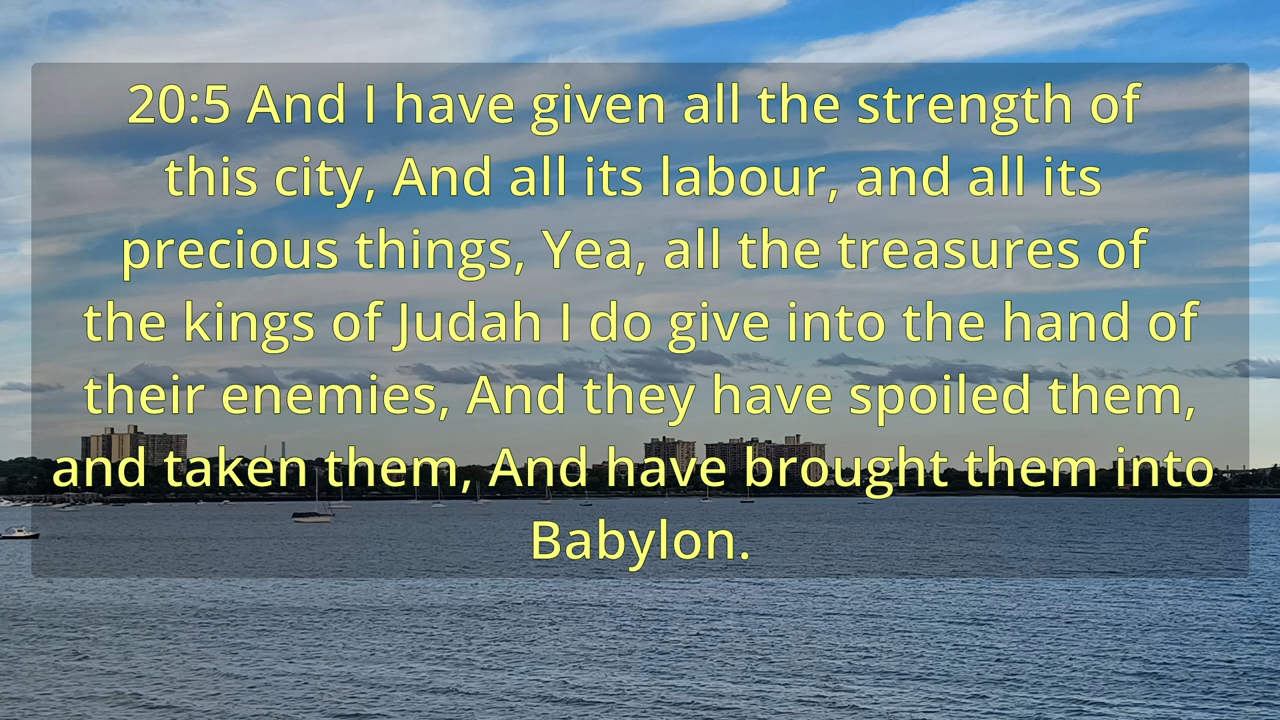 20:5 And I have given all the strength of
this city, And all its labour, and all its
precious things, Yea, all the treasures of
the kings of Judah I do give into the hand of
their enemies, And they have spoiled them,
and taken them, And have brought them into
Babylon.